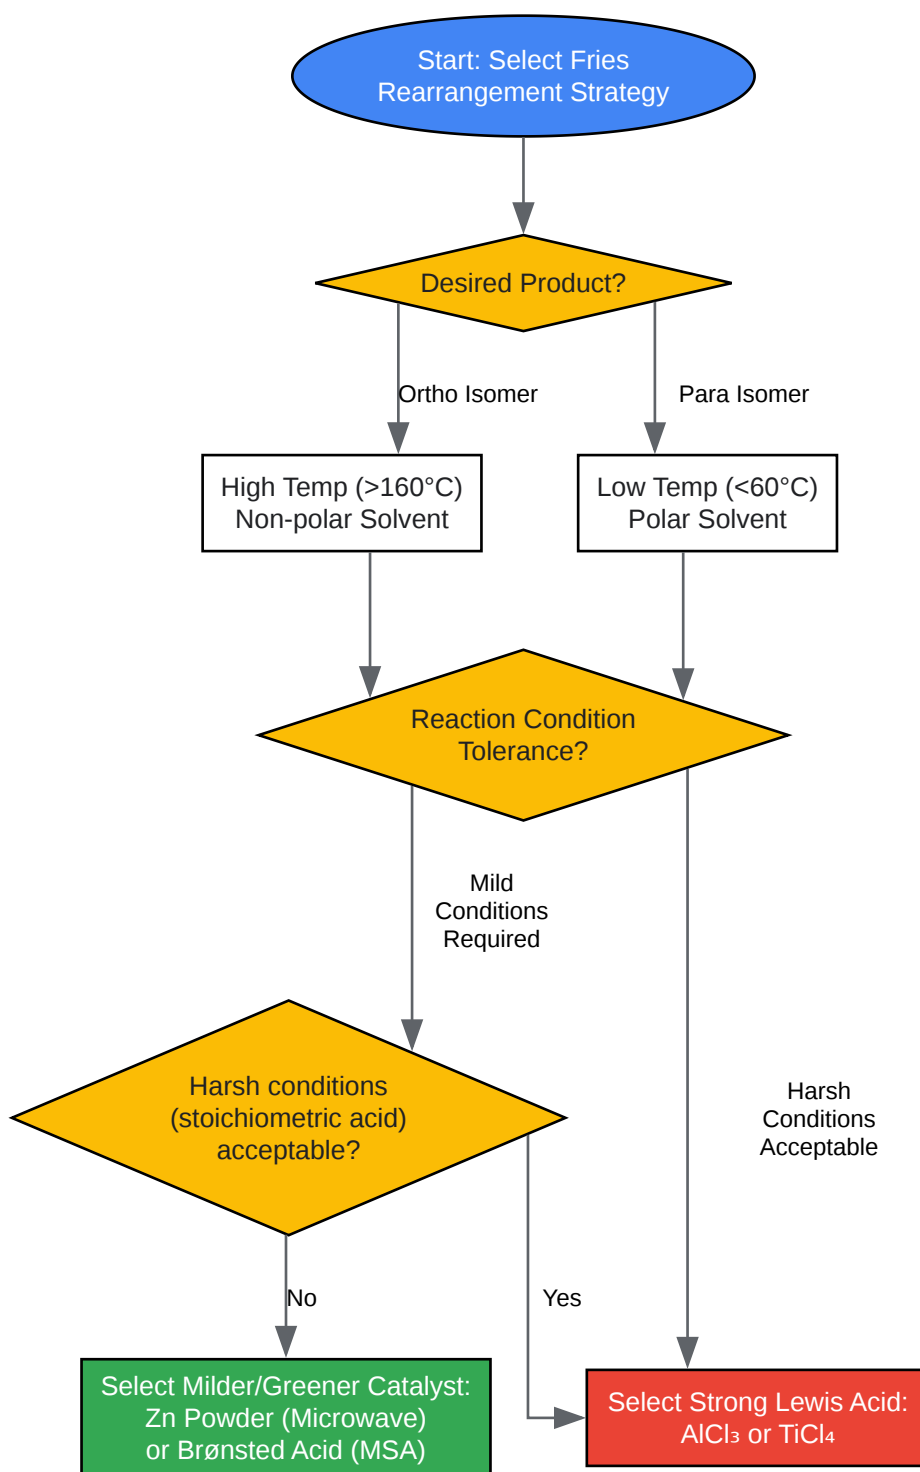 Start: Select Fries
Rearrangement Strategy
Desired Product?
Ortho Isomer
Para Isomer
High Temp (>160°C)
Non-polar Solvent
Low Temp (<60°C)
Polar Solvent
Reaction Condition
Tolerance?
Mild
Conditions
Required
Harsh conditions
(stoichiometric acid)
acceptable?
Harsh
Conditions
Acceptable
No
Yes
Select Milder/Greener Catalyst:
Zn Powder (Microwave)
or Brønsted Acid (MSA)
Select Strong Lewis Acid:
AlCl₃ or TiCl₄